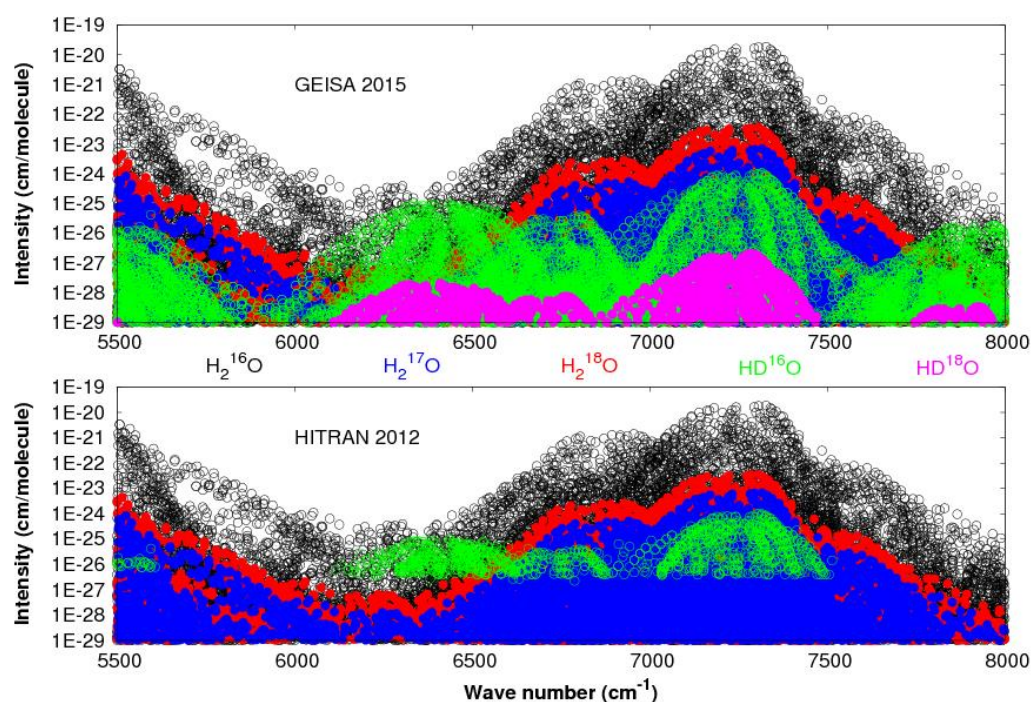 1E-19
1E-20
1E-21
1E-22
1E-23
1E-24
1E-25
1E-26
1E-27
1E-28
1E-29
Intensity (cm/molecule)
GEISA 2015
5500 6000 6500 7000 7500 8000
H₂¹⁶O H₂¹⁷O H₂¹⁸O HD¹⁶O HD¹⁸O
1E-19
1E-20
1E-21
1E-22
1E-23
1E-24
1E-25
1E-26
1E-27
1E-28
1E-29
Intensity (cm/molecule)
HITRAN 2012
5500 6000 6500 7000 7500 8000
Wave number (cm⁻¹)